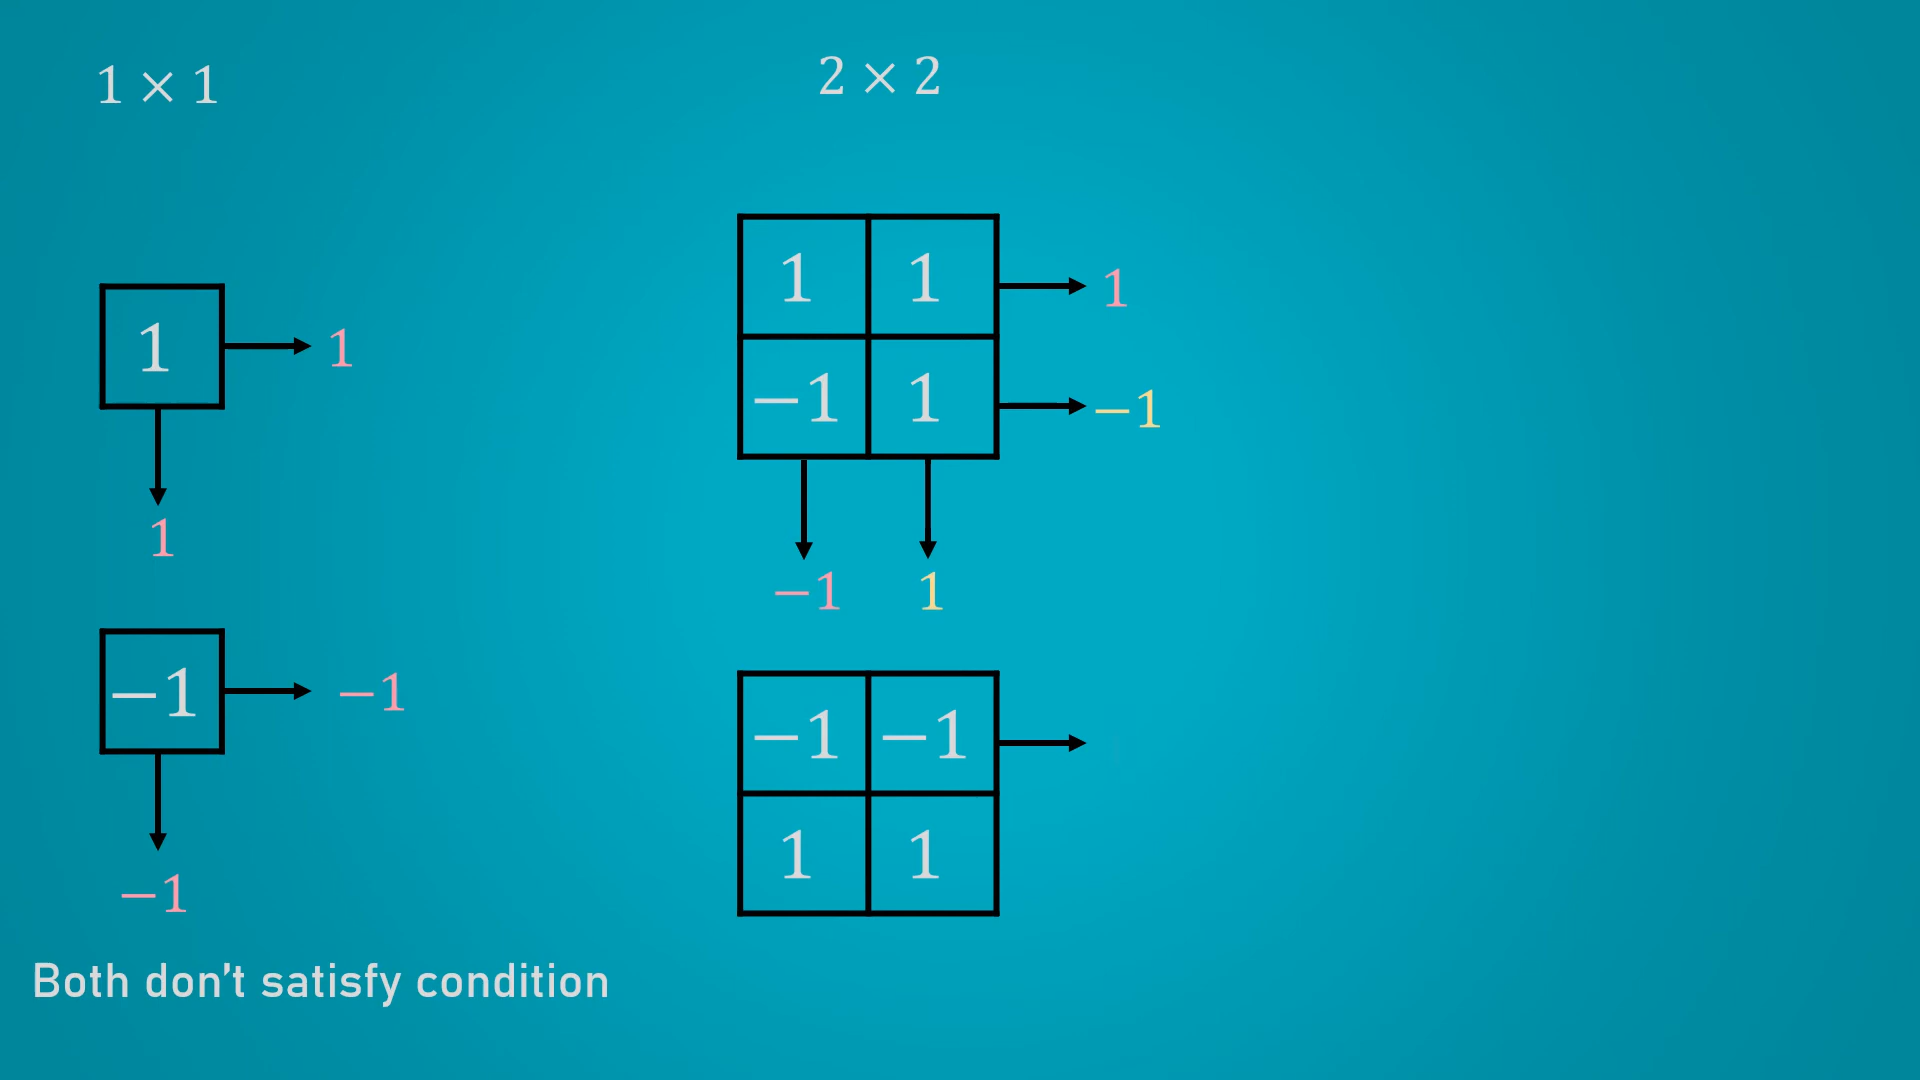 1 × 1
2 × 2
1 → 1
1
−1 → −1
−1
Both don't satisfy condition
1 1 → 1
−1 1 → −1
−1 1
−1 −1 →
1 1